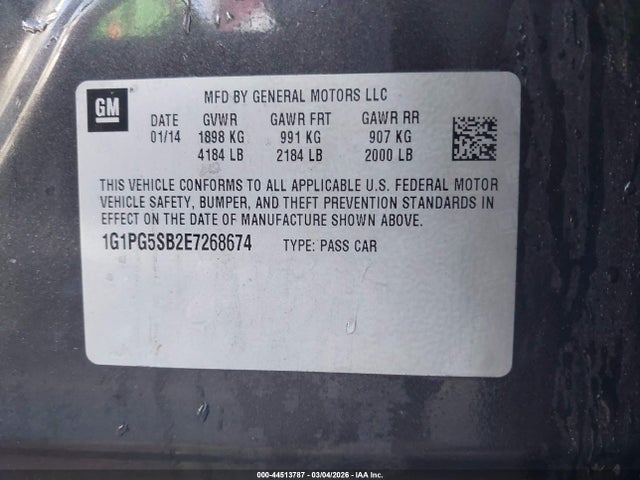 GM
MFD BY GENERAL MOTORS LLC
DATE GVWR GAWR FRT GAWR RR
01/14 1898 KG 991 KG 907 KG
4184 LB 2184 LB 2000 LB
THIS VEHICLE CONFORMS TO ALL APPLICABLE U.S. FEDERAL MOTOR
VEHICLE SAFETY, BUMPER, AND THEFT PREVENTION STANDARDS IN
EFFECT ON THE DATE OF MANUFACTURE SHOWN ABOVE.
1G1PG5SB2E7268674 TYPE: PASS CAR
000-44513787 - 03/04/2026 - IAA Inc.